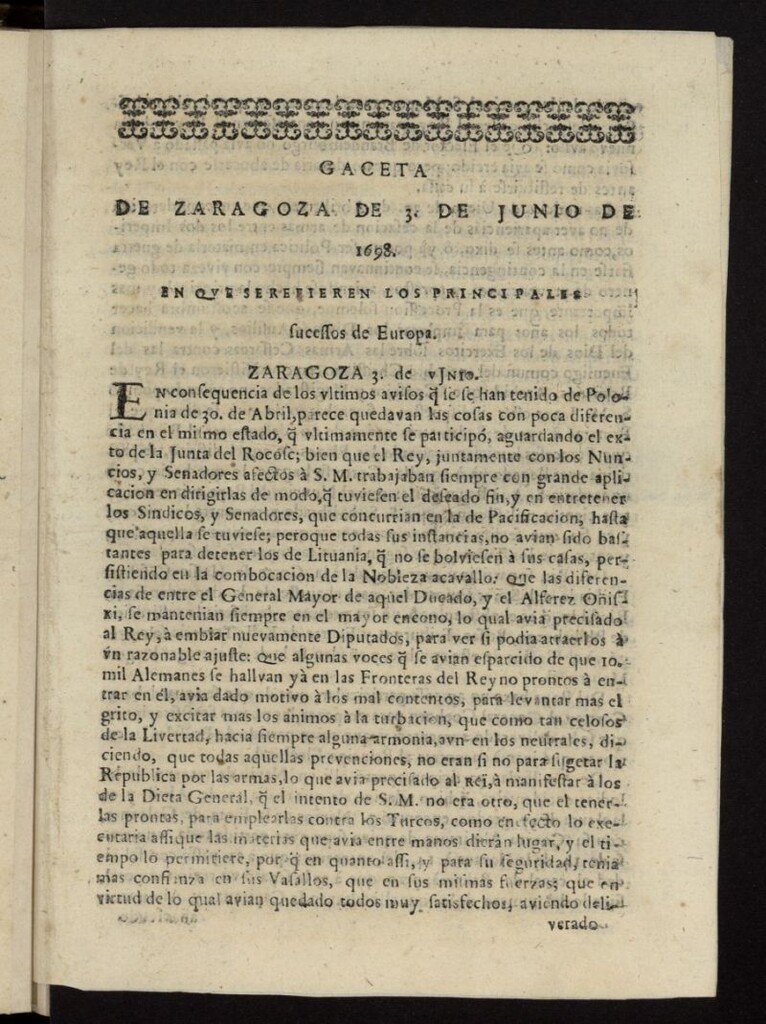 GACETA
DE ZARAGOZA DE 3. DE JUNIO DE
1698.
EN QVE SEREFIEREN LOS PRINCIPALES
sucessos de Europa.
ZARAGOZA 3. de vJNIO.
EN consequencia de los vltimos avisos q̃ se se han tenido de Polo-
nia de 30. de Abril, parece quedavan las cosas con poca diferen-
cia en el mismo estado, q̃ vltimamente se participó, aguardando el exi-
to de la Junta del Rocosc; bien que el Rey, juntamente con los Nun-
cios, y Senadores afectos à S. M. trabajaban siempre con grande apli-
cacion en dirigirlas de modo, q̃ tuviesen el deseado fin, y en entretener
los Sindicos, y Senadores, que concurrian en la de Pacificacion; hasta
que aquella se tuviese; peroque todas sus instancias, no avian sido bas-
tantes para detener los de Lituania, q̃ no se bolviesen à sus casas, per-
sistiendo en la combocacion de la Nobleza acavallo: Que las diferen-
cias de entre el General Mayor de aquel Ducado, y el Alferez Oñis-
xi, se mantenian siempre en el mayor encono, lo qual avia precisado
al Rey, à embiar nuevamente Diputados, para ver si podia atraerlos à
vn razonable ajuste: Que algunas voces q̃ se avian esparcido de que 10.
mil Alemanes se hallvan yà en las Fronteras del Reyno prontos à en-
trar en èl, avia dado motivo à los mal contentos, para levantar mas el
grito, y excitar mas los animos à la turbacion, que como tan celosos
de la Livertad, hacia siempre alguna armonia, avn en los neutrales, di-
ciendo, que todas aquellas prevenciones, no eran si no para sugetar la
Republica por las armas, lo que avia precisado al Rei, à manifestar à los
de la Dieta General, q̃ el intento de S. M. no era otro, que el tener-
las prontas, para emplearlas contra los Turcos, como en efecto lo exe-
cutaria assi que las materias que avia entre manos dieràn lugar, y el ti-
empo lo permitiere, por q̃ en quanto assi, y para su seguridad, tenia
mas confinza en sus Vasallos, que en sus mismas fuerzas; que en
virtud de lo qual avian quedado todos muy satisfechos, aviendo deli-
verado